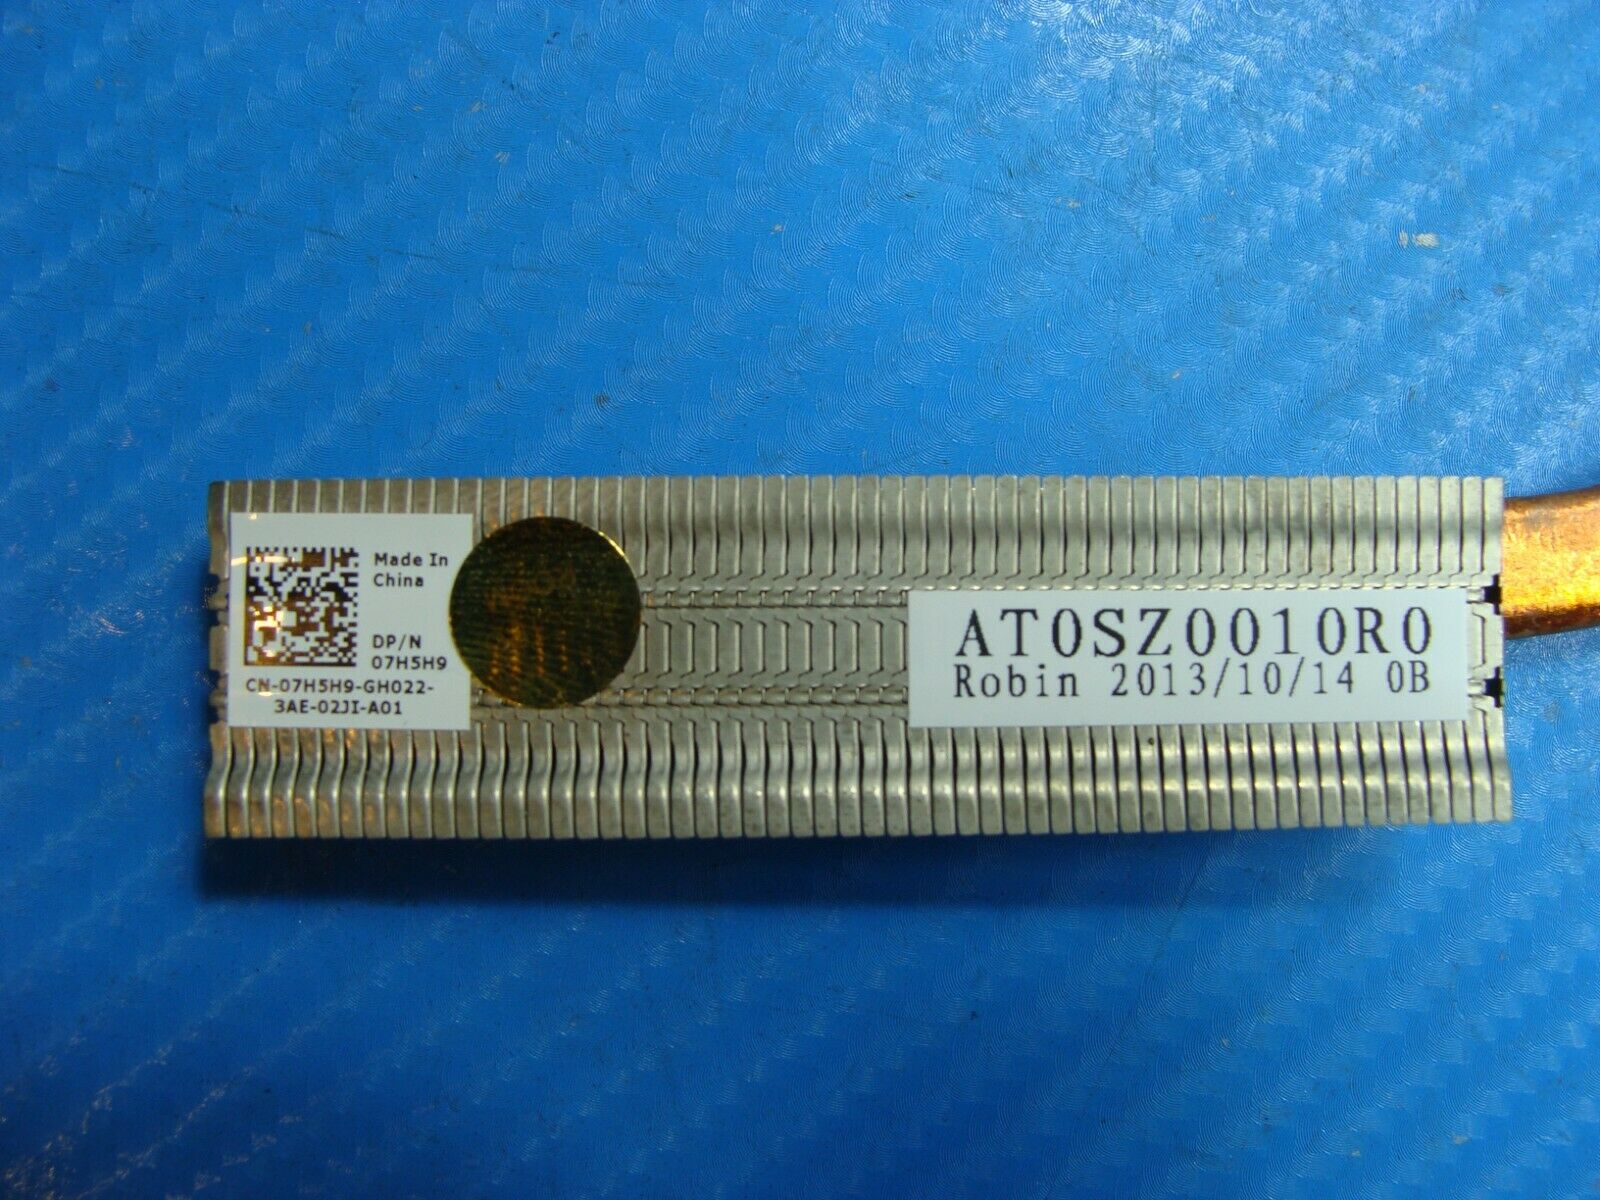 Made In
China
DP/N
07H5H9
CN-07H5H9-GH022-
3AE-02JI-A01
AT0SZ0010R0
Robin 2013/10/14 0B